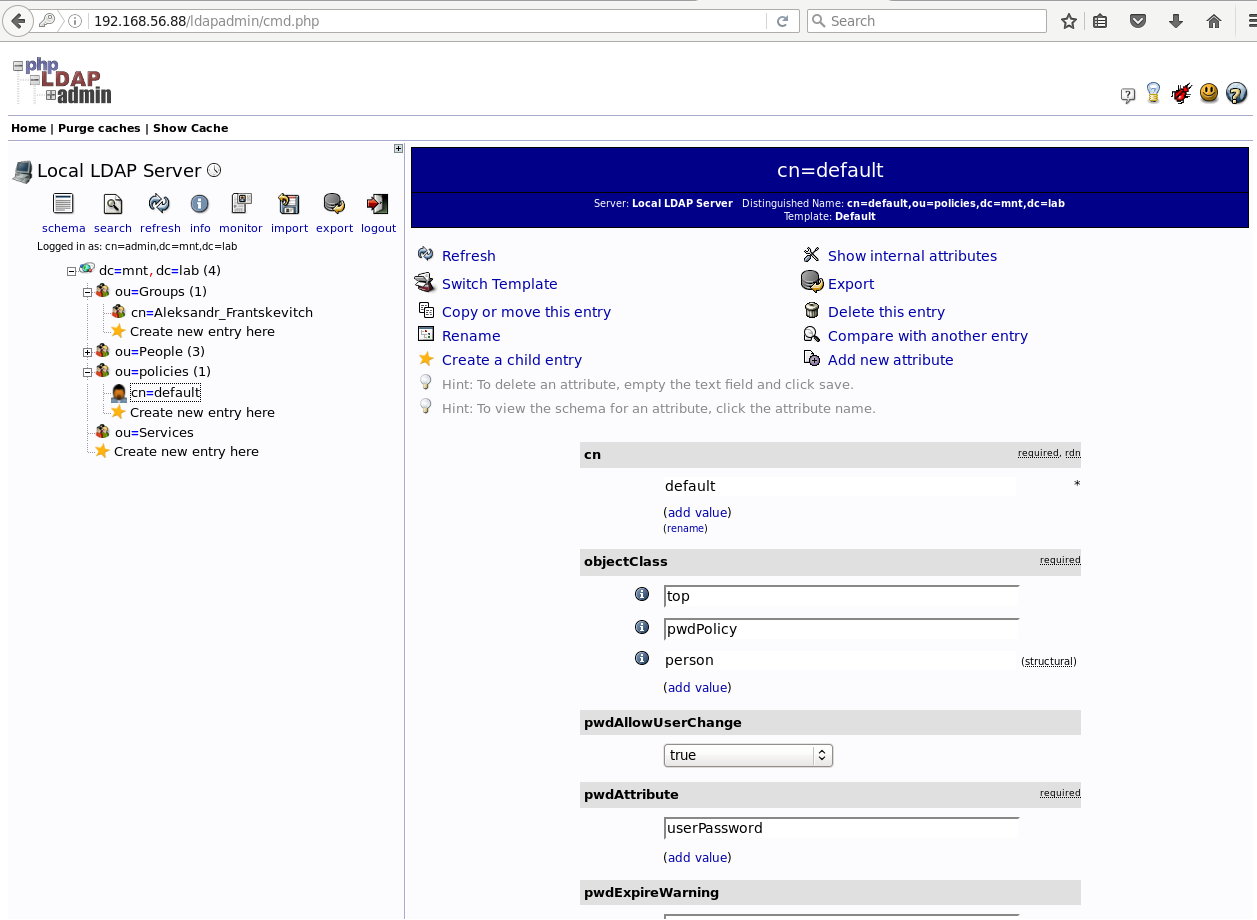 192.168.56.88/ldapadmin/cmd.php
Search
php
LDAP
admin
Home | Purge caches | Show Cache
Local LDAP Server
schema search refresh info monitor import export logout
Logged in as: cn=admin,dc=mnt,dc=lab
dc=mnt,dc=lab (4)
ou=Groups (1)
cn=Aleksandr_Frantskevitch
Create new entry here
ou=People (3)
ou=policies (1)
cn=default
Create new entry here
ou=Services
Create new entry here
cn=default
Server: Local LDAP Server Distinguished Name: cn=default,ou=policies,dc=mnt,dc=lab
Template: Default
Refresh Show internal attributes
Switch Template Export
Copy or move this entry Delete this entry
Rename Compare with another entry
Create a child entry Add new attribute
Hint: To delete an attribute, empty the text field and click save.
Hint: To view the schema for an attribute, click the attribute name.
cn required, rdn
default *
(add value)
(rename)
objectClass required
top
pwdPolicy
person (structural)
(add value)
pwdAllowUserChange
true
pwdAttribute required
userPassword
(add value)
pwdExpireWarning